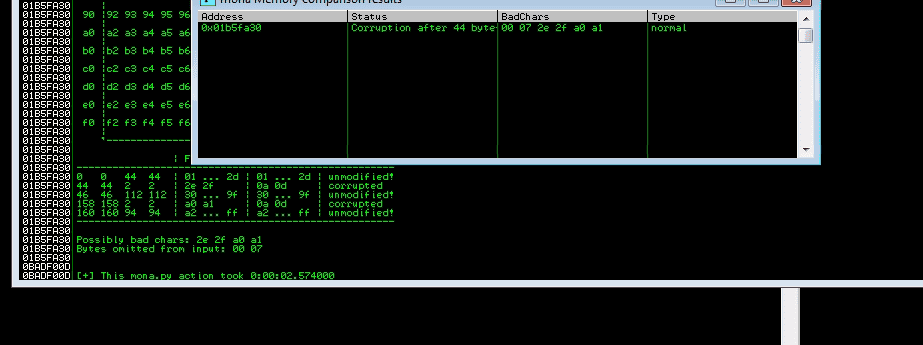 mona Memory comparison results
Address Status BadChars Type
0x01b5fa30 Corruption after 44 byte 00 07 2e 2f a0 a1 normal
01B5FA30
01B5FA30 90 |92 93 94 95 96
01B5FA30 |
01B5FA30 a0 |a2 a3 a4 a5 a6
01B5FA30 |
01B5FA30 b0 |b2 b3 b4 b5 b6
01B5FA30 |
01B5FA30 c0 |c2 c3 c4 c5 c6
01B5FA30 |
01B5FA30 d0 |d2 d3 d4 d5 d6
01B5FA30 |
01B5FA30 e0 |e2 e3 e4 e5 e6
01B5FA30 |
01B5FA30 f0 |f2 f3 f4 f5 f6
01B5FA30 |
01B5FA30 `---------------
01B5FA30
01B5FA30 | F
01B5FA30 ------------------------------------------------------
01B5FA30 0 0 44 44 | 01 ... 2d | 01 ... 2d | unmodified!
01B5FA30 44 44 2 2 | 2e 2f | 0a 0d | corrupted
01B5FA30 46 46 112 112 | 30 ... 9f | 30 ... 9f | unmodified!
01B5FA30 158 158 2 2 | a0 a1 | 0a 0d | corrupted
01B5FA30 160 160 94 94 | a2 ... ff | a2 ... ff | unmodified!
01B5FA30 ------------------------------------------------------
01B5FA30
01B5FA30 Possibly bad chars: 2e 2f a0 a1
01B5FA30 Bytes omitted from input: 00 07
01B5FA30
0BADF00D
0BADF00D [+] This mona.py action took 0:00:02.574000